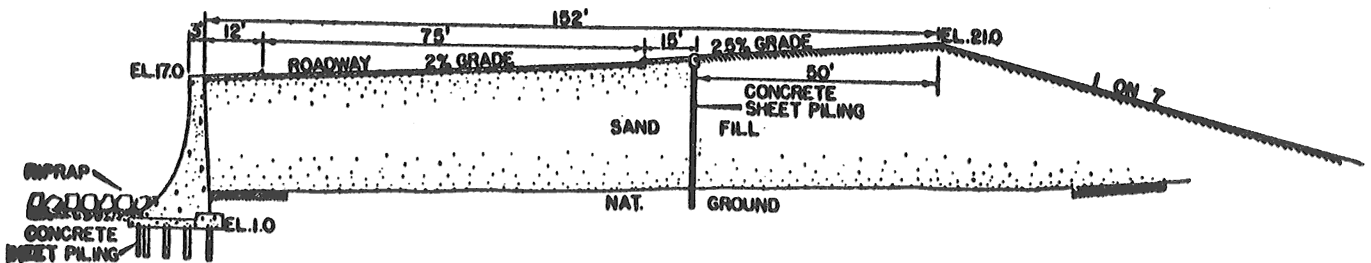 152'
3' 12' 75' 15' 2.5% GRADE EL.21.0
EL.17.0 ROADWAY 2% GRADE
50'
CONCRETE
SHEET PILING
1 ON 7
SAND FILL
RIPRAP
NAT. GROUND
EL.1.0
CONCRETE
SHEET PILING